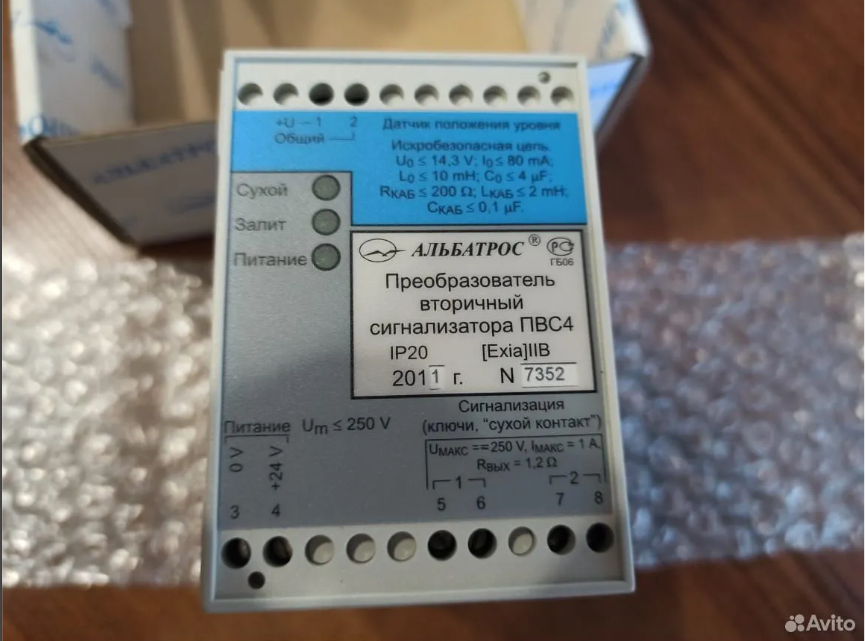 +U – 1 2
Общий
Датчик положения уровня
Искробезопасная цепь.
U₀ ≤ 14,3 V; I₀ ≤ 80 mA;
L₀ ≤ 10 mH; C₀ ≤ 4 μF;
RКАБ ≤ 200 Ω; LКАБ ≤ 2 mH;
CКАБ ≤ 0,1 μF.
Сухой
Залит
Питание
АЛЬБАТРОС® РС
ГБ06
Преобразователь
вторичный
сигнализатора ПВС4
IP20 [Exia]IIB
2011 г. N 7352
Питание Um ≤ 250 V
0 V
+24 V
3 4
Сигнализация
(ключи, "сухой контакт")
UМАКС ==250 V, IМАКС = 1 A,
RВЫХ = 1,2 Ω
1 2
5 6 7 8
Avito